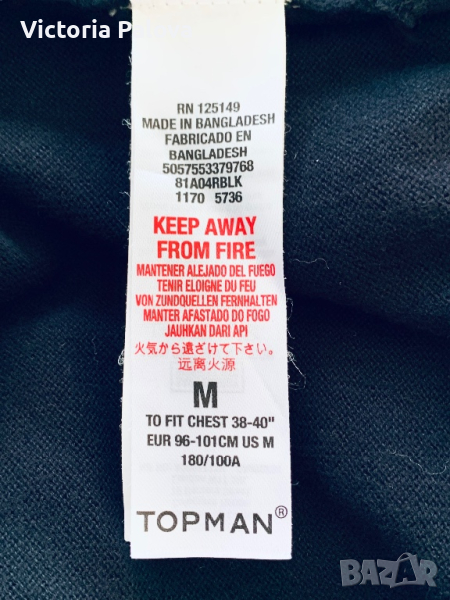 Victoria P
RN 125149
MADE IN BANGLADESH
FABRICADO EN
BANGLADESH
5057553379768
81A04RBLK
1170 5736
KEEP AWAY
FROM FIRE
MANTENER ALEJADO DEL FUEGO
TENIR ELOIGNE DU FEU
VON ZUNDQUELLEN FERNHALTEN
MANTER AFASTADO DO FOGO
JAUHKAN DARI API
火気から遠ざけて下さい。
远离火源
M
TO FIT CHEST 38-40"
EUR 96-101CM US M
180/100A
TOPMAN®
BAZAR